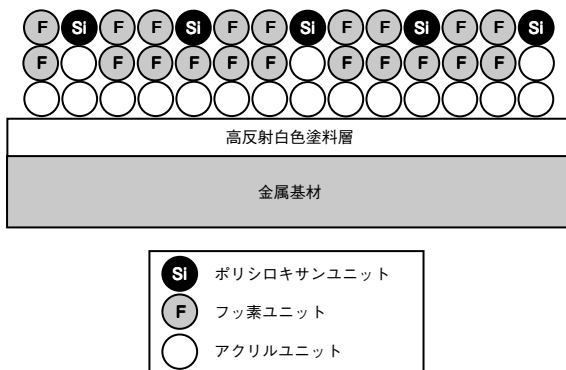 F Si F F Si F F Si F F Si F F Si
F F F F F F F F F F F
高反射白色塗料層
金属基材
Si ポリシロキサンユニット
F フッ素ユニット
アクリルユニット